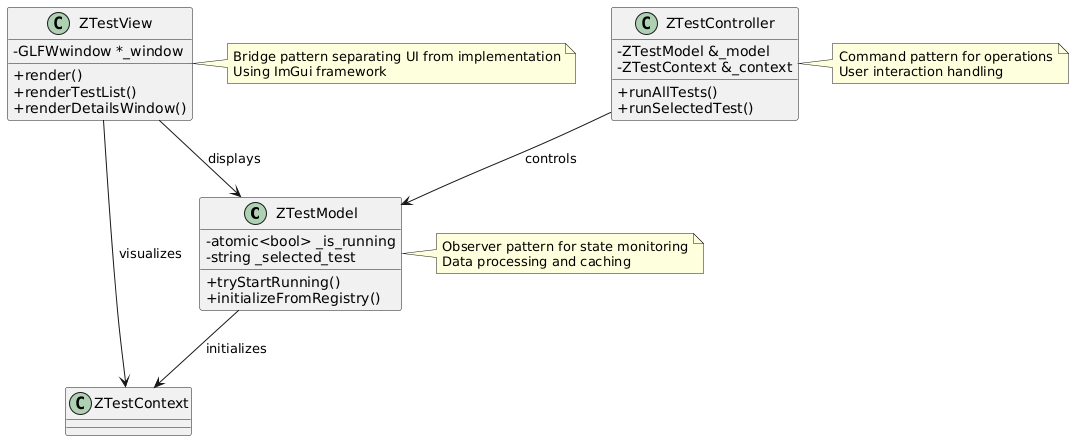 C ZTestView
-GLFWwindow *_window
+render()
+renderTestList()
+renderDetailsWindow()
Bridge pattern separating UI from implementation
Using ImGui framework
C ZTestController
-ZTestModel &_model
-ZTestContext &_context
+runAllTests()
+runSelectedTest()
Command pattern for operations
User interaction handling
displays
controls
C ZTestModel
-atomic<bool> _is_running
-string _selected_test
+tryStartRunning()
+initializeFromRegistry()
Observer pattern for state monitoring
Data processing and caching
visualizes
initializes
C ZTestContext